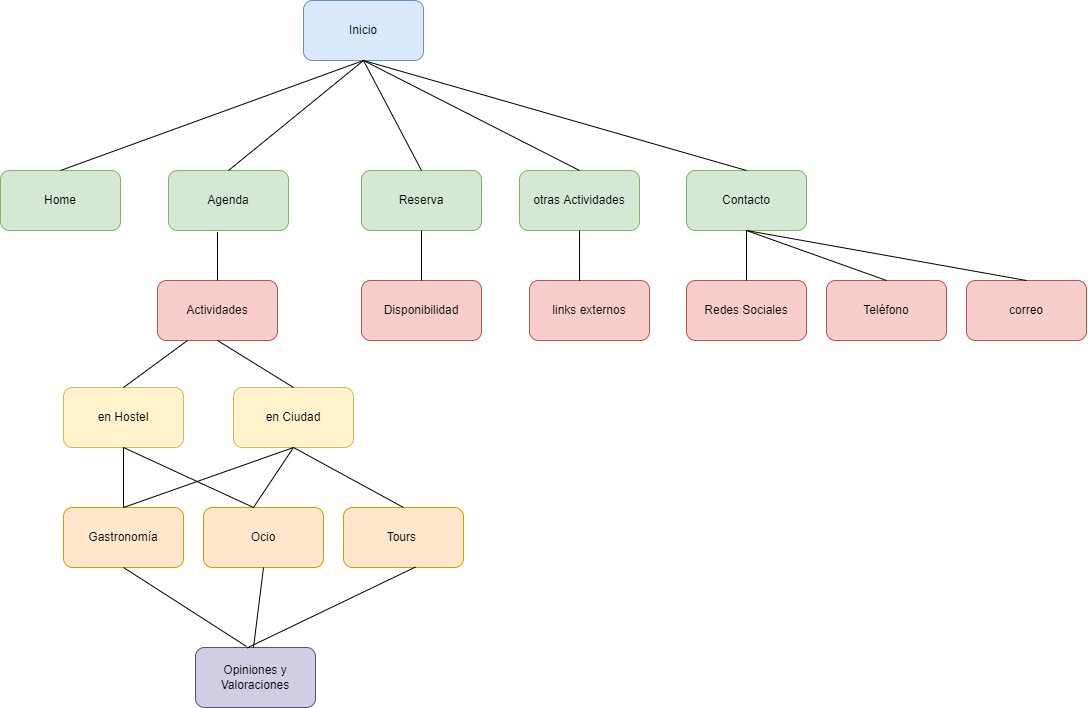 Inicio
Home
Agenda
Reserva
otras Actividades
Contacto
Actividades
Disponibilidad
links externos
Redes Sociales
Teléfono
correo
en Hostel
en Ciudad
Gastronomía
Ocio
Tours
Opiniones y
Valoraciones